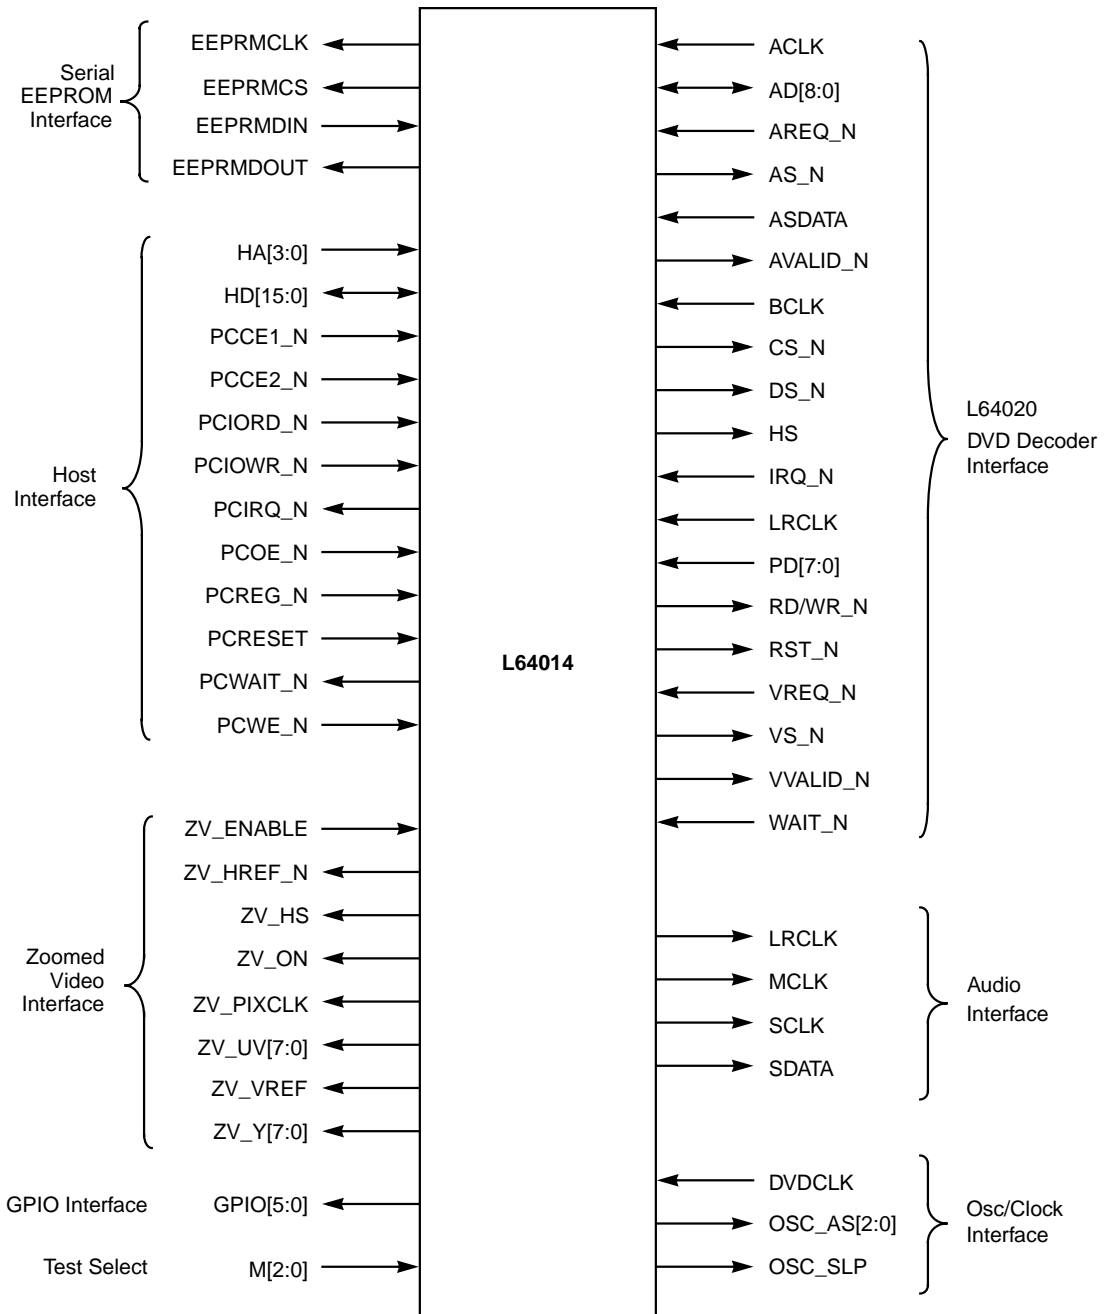 Serial
EEPROM
Interface
EEPRMCLK
EEPRMCS
EEPRMDIN
EEPRMDOUT
Host
Interface
HA[3:0]
HD[15:0]
PCCE1_N
PCCE2_N
PCIORD_N
PCIOWR_N
PCIRQ_N
PCOE_N
PCREG_N
PCRESET
PCWAIT_N
PCWE_N
Zoomed
Video
Interface
ZV_ENABLE
ZV_HREF_N
ZV_HS
ZV_ON
ZV_PIXCLK
ZV_UV[7:0]
ZV_VREF
ZV_Y[7:0]
GPIO Interface
GPIO[5:0]
Test Select
M[2:0]
L64014
ACLK
AD[8:0]
AREQ_N
AS_N
ASDATA
AVALID_N
BCLK
CS_N
DS_N
HS
IRQ_N
LRCLK
PD[7:0]
RD/WR_N
RST_N
VREQ_N
VS_N
VVALID_N
WAIT_N
L64020
DVD Decoder
Interface
LRCLK
MCLK
SCLK
SDATA
Audio
Interface
DVDCLK
OSC_AS[2:0]
OSC_SLP
Osc/Clock
Interface